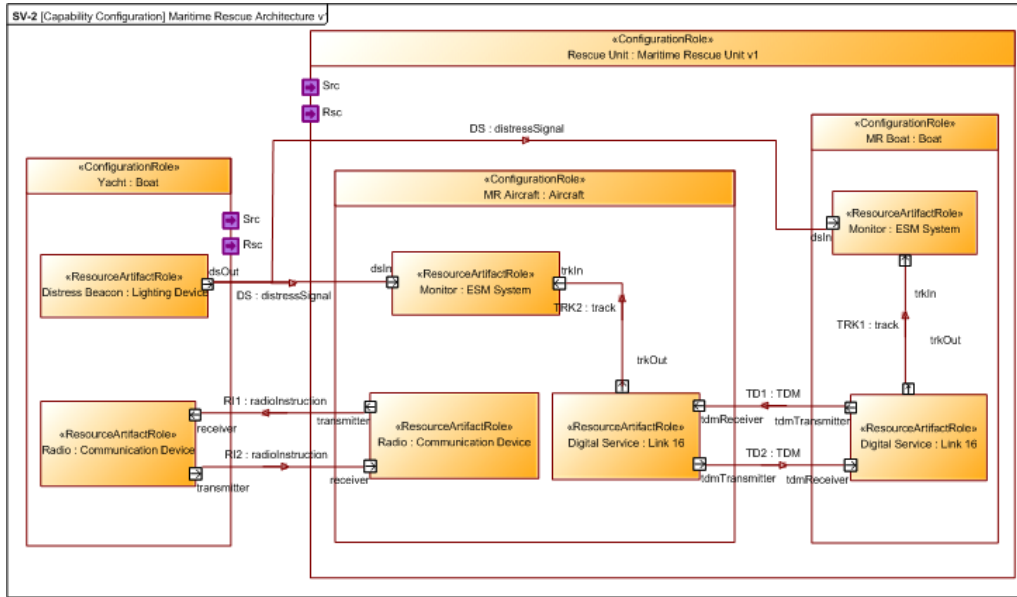 SV-2 [Capability Configuration] Maritime Rescue Architecture v1
«ConfigurationRole»
Rescue Unit : Maritime Rescue Unit v1
Src
Rsc
DS : distressSignal
«ConfigurationRole»
MR Boat : Boat
«ConfigurationRole»
Yacht : Boat
«ConfigurationRole»
MR Aircraft : Aircraft
Src
Rsc
«ResourceArtifactRole»
Monitor : ESM System
dsIn
«ResourceArtifactRole»
Distress Beacon : Lighting Device
dsOut
DS : distressSignal
dsIn
«ResourceArtifactRole»
Monitor : ESM System
trkIn
TRK2 : track
trkOut
trkIn
TRK1 : track
trkOut
«ResourceArtifactRole»
Radio : Communication Device
RI1 : radioInstruction
receiver
transmitter
RI2 : radioInstruction
transmitter
receiver
«ResourceArtifactRole»
Radio : Communication Device
«ResourceArtifactRole»
Digital Service : Link 16
TD1 : TDM
tdmReceiver
tdmTransmitter
TD2 : TDM
tdmTransmitter
tdmReceiver
«ResourceArtifactRole»
Digital Service : Link 16